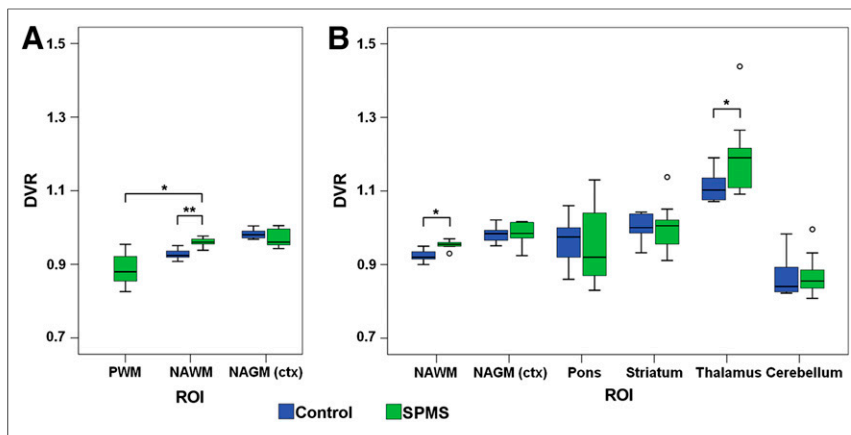 A
B
1.5
1.3
1.1
0.9
0.7
DVR
*
**
PWM NAWM NAGM (ctx)
ROI
1.5
1.3
1.1
0.9
0.7
DVR
*
*
NAWM NAGM (ctx) Pons Striatum Thalamus Cerebellum
ROI
Control SPMS